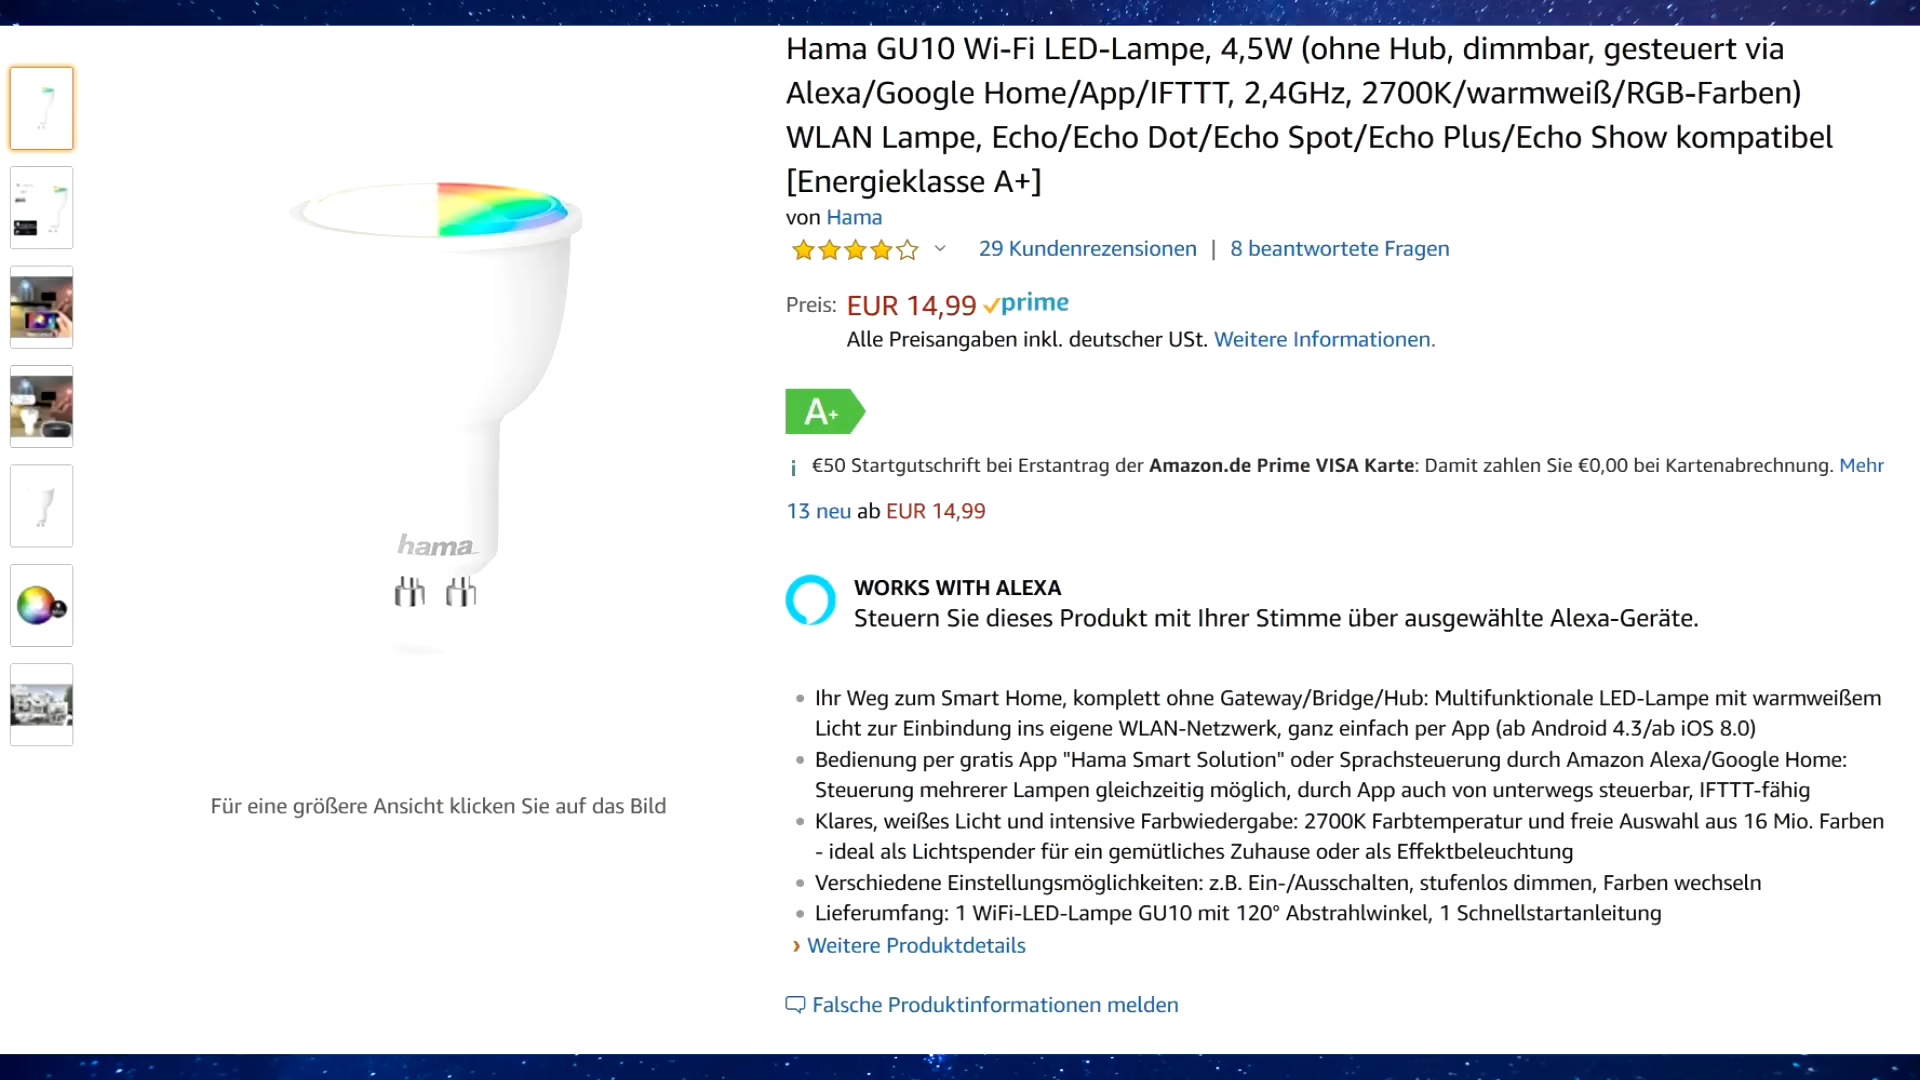 Hama GU10 Wi-Fi LED-Lampe, 4,5W (ohne Hub, dimmbar, gesteuert via
Alexa/Google Home/App/IFTTT, 2,4GHz, 2700K/warmweiß/RGB-Farben)
WLAN Lampe, Echo/Echo Dot/Echo Spot/Echo Plus/Echo Show kompatibel
[Energieklasse A+]
von Hama
29 Kundenrezensionen | 8 beantwortete Fragen
Preis: EUR 14,99 prime
Alle Preisangaben inkl. deutscher USt. Weitere Informationen.
A+
i €50 Startgutschrift bei Erstantrag der Amazon.de Prime VISA Karte: Damit zahlen Sie €0,00 bei Kartenabrechnung. Mehr
13 neu ab EUR 14,99
WORKS WITH ALEXA
Steuern Sie dieses Produkt mit Ihrer Stimme über ausgewählte Alexa-Geräte.
• Ihr Weg zum Smart Home, komplett ohne Gateway/Bridge/Hub: Multifunktionale LED-Lampe mit warmweißem
Licht zur Einbindung ins eigene WLAN-Netzwerk, ganz einfach per App (ab Android 4.3/ab iOS 8.0)
• Bedienung per gratis App "Hama Smart Solution" oder Sprachsteuerung durch Amazon Alexa/Google Home:
Steuerung mehrerer Lampen gleichzeitig möglich, durch App auch von unterwegs steuerbar, IFTTT-fähig
• Klares, weißes Licht und intensive Farbwiedergabe: 2700K Farbtemperatur und freie Auswahl aus 16 Mio. Farben
- ideal als Lichtspender für ein gemütliches Zuhause oder als Effektbeleuchtung
• Verschiedene Einstellungsmöglichkeiten: z.B. Ein-/Ausschalten, stufenlos dimmen, Farben wechseln
• Lieferumfang: 1 WiFi-LED-Lampe GU10 mit 120° Abstrahlwinkel, 1 Schnellstartanleitung
› Weitere Produktdetails
Falsche Produktinformationen melden
hama
Für eine größere Ansicht klicken Sie auf das Bild